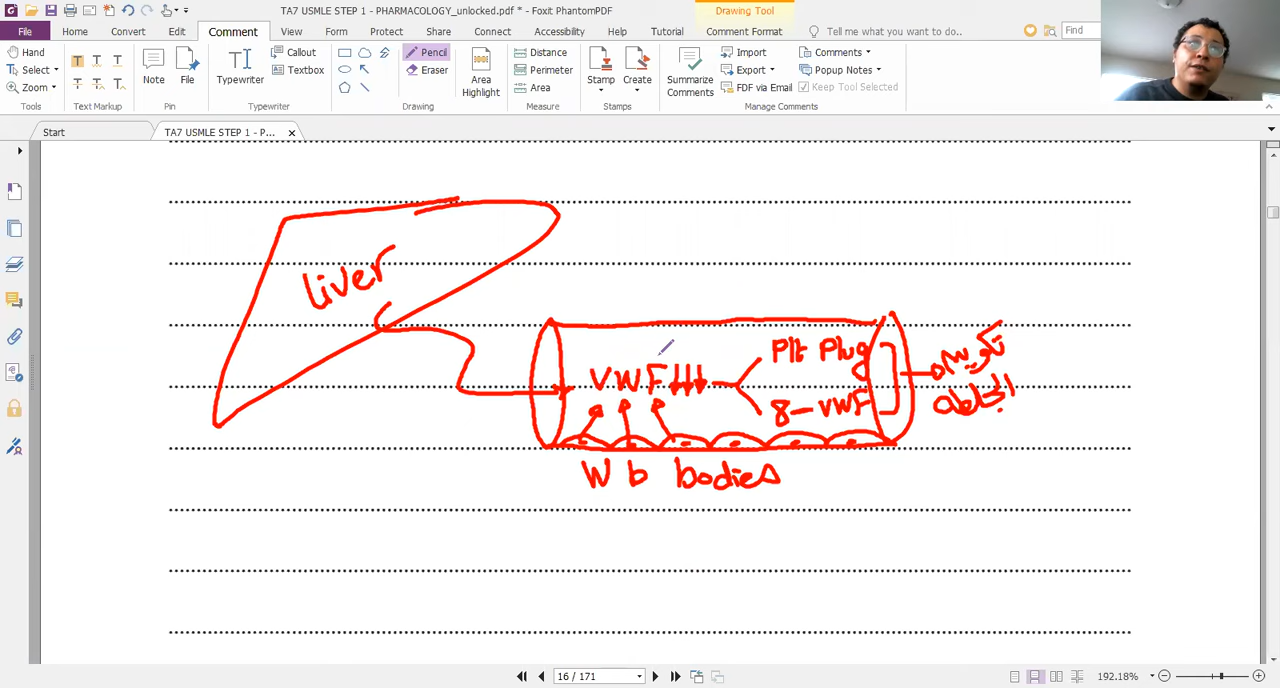 TA7 USMLE STEP 1 - PHARMACOLOGY_unlocked.pdf * - Foxit PhantomPDF
Drawing Tool
File Home Convert Edit Comment View Form Protect Share Connect Accessibility Help Tutorial Comment Format Tell me what you want to do.. Find
Hand
Select
Zoom
Tools
Text Markup
Note
File
Pin
Typewriter
Callout
Textbox
Typewriter
Pencil
Eraser
Drawing
Area Highlight
Distance
Perimeter
Area
Measure
Stamp
Create
Stamps
Summarize Comments
Import
Export
FDF via Email
Comments
Popup Notes
Keep Tool Selected
Manage Comments
Start
TA7 USMLE STEP 1 - P...
liver
VWF
Plt Plug
8-VWF
الجلطه
W b bodies
16 / 171
192.18%